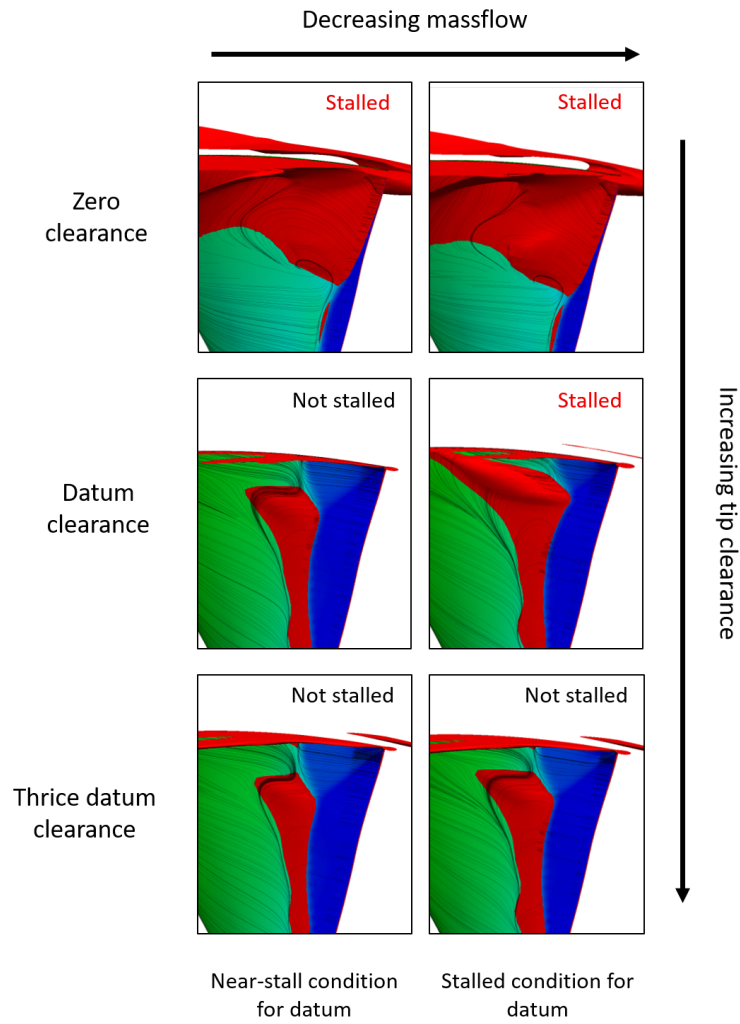 Decreasing massflow
Stalled
Stalled
Zero
clearance
Not stalled
Stalled
Datum
clearance
Increasing tip clearance
Not stalled
Not stalled
Thrice datum
clearance
Near-stall condition
for datum
Stalled condition for
datum